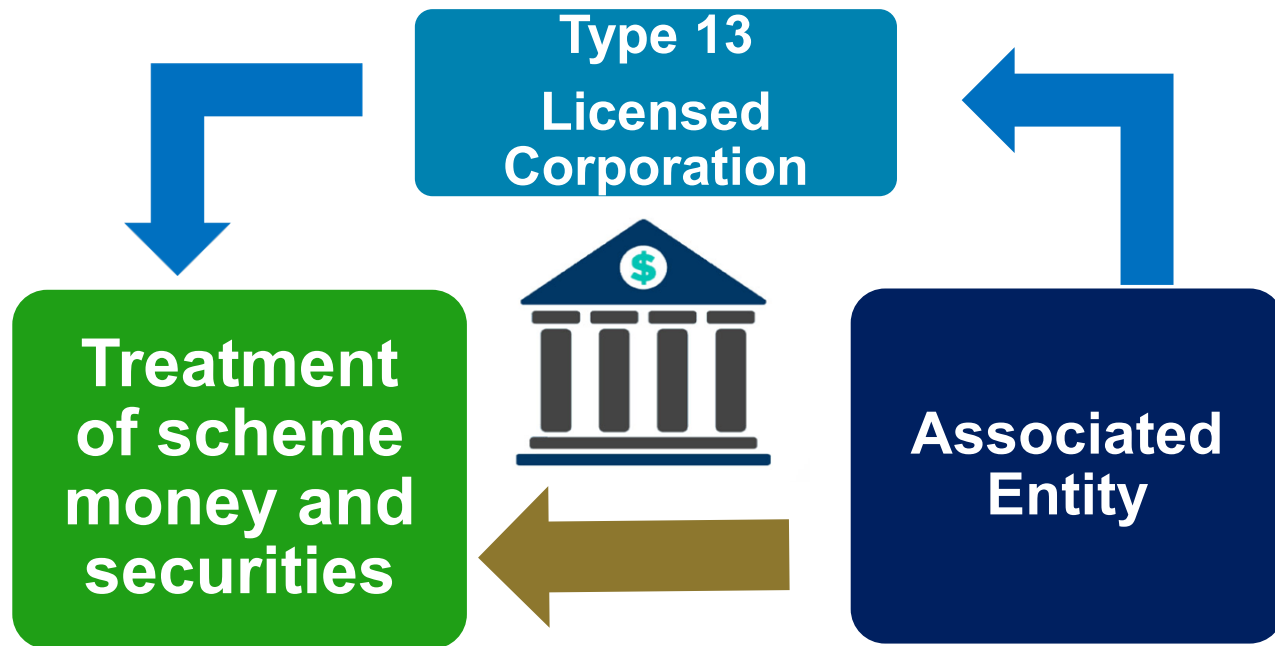 Type 13
Licensed
Corporation
$
Treatment
of scheme
money and
securities
Associated
Entity